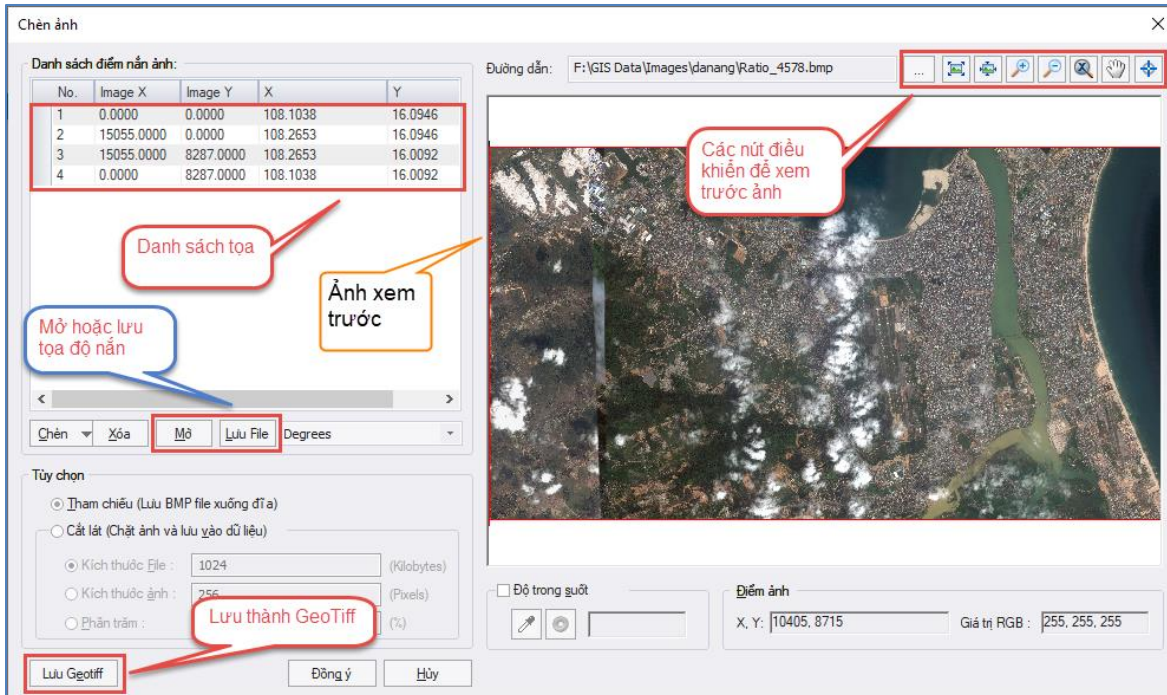 Chèn ảnh
Danh sách điểm nắn ảnh:
No. Image X Image Y X Y
1 0.0000 0.0000 108.1038 16.0946
2 15055.0000 0.0000 108.2653 16.0946
3 15055.0000 8287.0000 108.2653 16.0092
4 0.0000 8287.0000 108.1038 16.0092
Danh sách tọa
Mở hoặc lưu
tọa độ nắn
Ảnh xem
trước
Chèn Xóa Mở Lưu File Degrees
Tùy chọn
Tham chiếu (Lưu BMP file xuống đĩa)
Cắt lát (Chặt ảnh và lưu vào dữ liệu)
Kích thước File : 1024 (Kilobytes)
Kích thước ảnh : 256 (Pixels)
Phần trăm : (%)
Lưu thành GeoTiff
Lưu Geotiff Đồng ý Hủy
Đường dẫn: F:\GIS Data\Images\danang\Ratio_4578.bmp ...
Các nút điều
khiển để xem
trước ảnh
Độ trong suốt
Điểm ảnh
X, Y: 10405, 8715 Giá trị RGB : 255, 255, 255